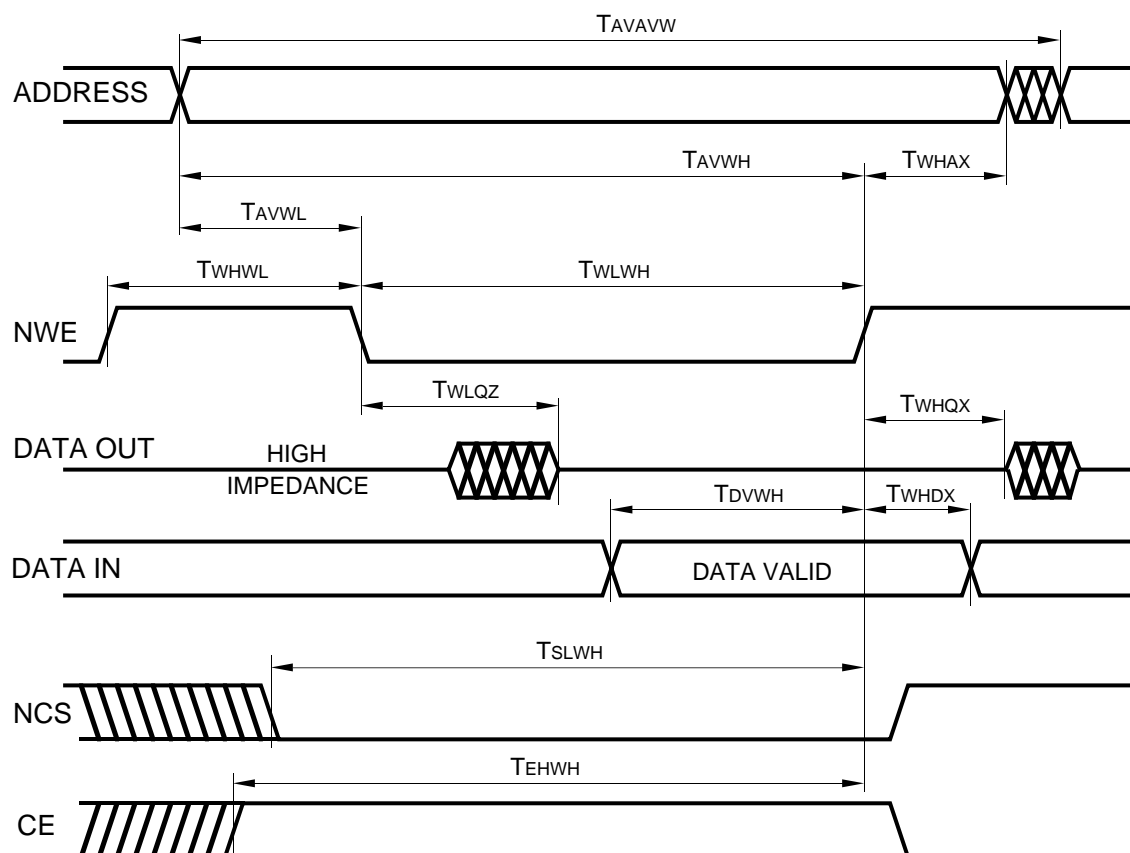 TAVAVW
ADDRESS
TAVWH
TWHAX
TAVWL
TWHWL
TWLWH
NWE
TWLQZ
TWHQX
DATA OUT
HIGH
IMPEDANCE
TDVWH
TWHDX
DATA IN
DATA VALID
TSLWH
NCS
TEHWH
CE